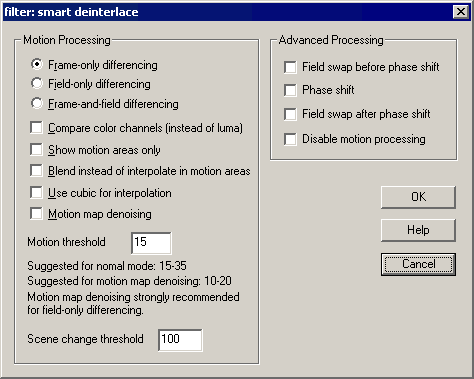 filter: smart deinterlace
Motion Processing
Frame-only differencing
Field-only differencing
Frame-and-field differencing
Compare color channels (instead of luma)
Show motion areas only
Blend instead of interpolate in motion areas
Use cubic for interpolation
Motion map denoising
Motion threshold 15
Suggested for nomal mode: 15-35
Suggested for motion map denoising: 10-20
Motion map denoising strongly recommended
for field-only differencing.
Scene change threshold 100
Advanced Processing
Field swap before phase shift
Phase shift
Field swap after phase shift
Disable motion processing
OK
Help
Cancel